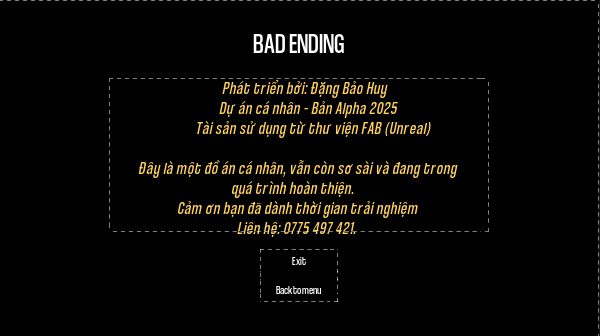 BAD ENDING
Phát triển bởi: Đặng Bảo Huy
Dự án cá nhân - Bản Alpha 2025
Tài sản sử dụng từ thư viện FAB (Unreal)
Đây là một đồ án cá nhân, vẫn còn sơ sài và đang trong
quá trình hoàn thiện.
Cảm ơn bạn đã dành thời gian trải nghiệm
Liên hệ: 0775 497 421.
Exit
Back to menu